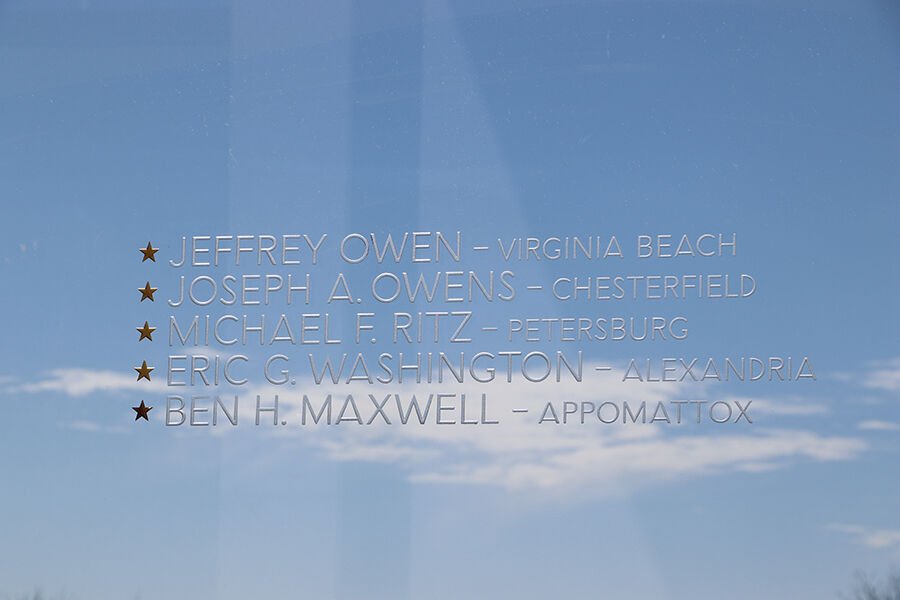 ★ JEFFREY OWEN – VIRGINIA BEACH
★ JOSEPH A. OWENS – CHESTERFIELD
★ MICHAEL F. RITZ – PETERSBURG
★ ERIC G. WASHINGTON – ALEXANDRIA
★ BEN H. MAXWELL – APPOMATTOX